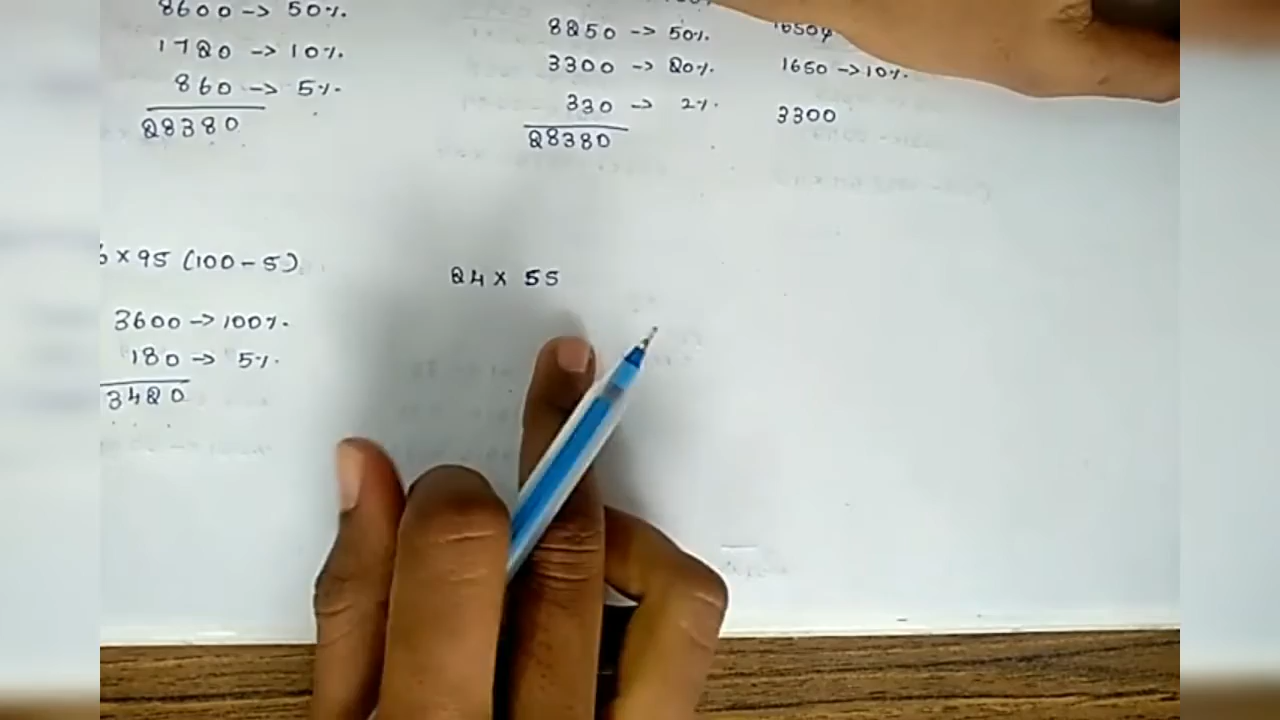 8600 -> 50%.
1720 -> 10%.
860 -> 5%.
28380
8250 -> 50%.
3300 -> 20%.
330 -> 2%.
28380
1650 -> 10%.
3300
× 95 (100 - 5)
3600 -> 100%.
180 -> 5%.
3420
24 × 55